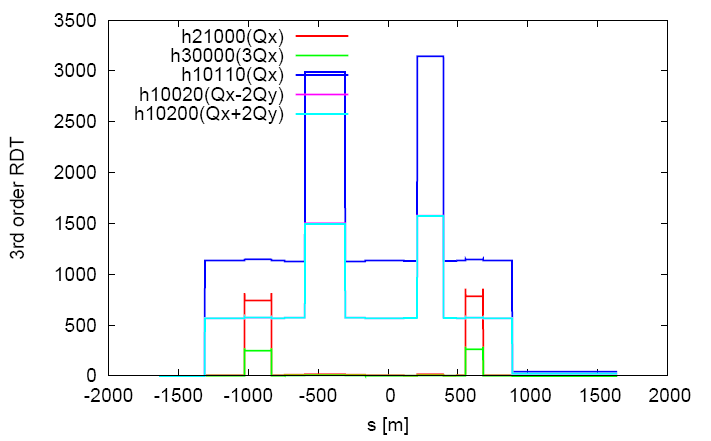 3500
3000
2500
2000
1500
1000
500
0
3rd order RDT
h21000(Qx)
h30000(3Qx)
h10110(Qx)
h10020(Qx-2Qy)
h10200(Qx+2Qy)
-2000 -1500 -1000 -500 0 500 1000 1500 2000
s [m]